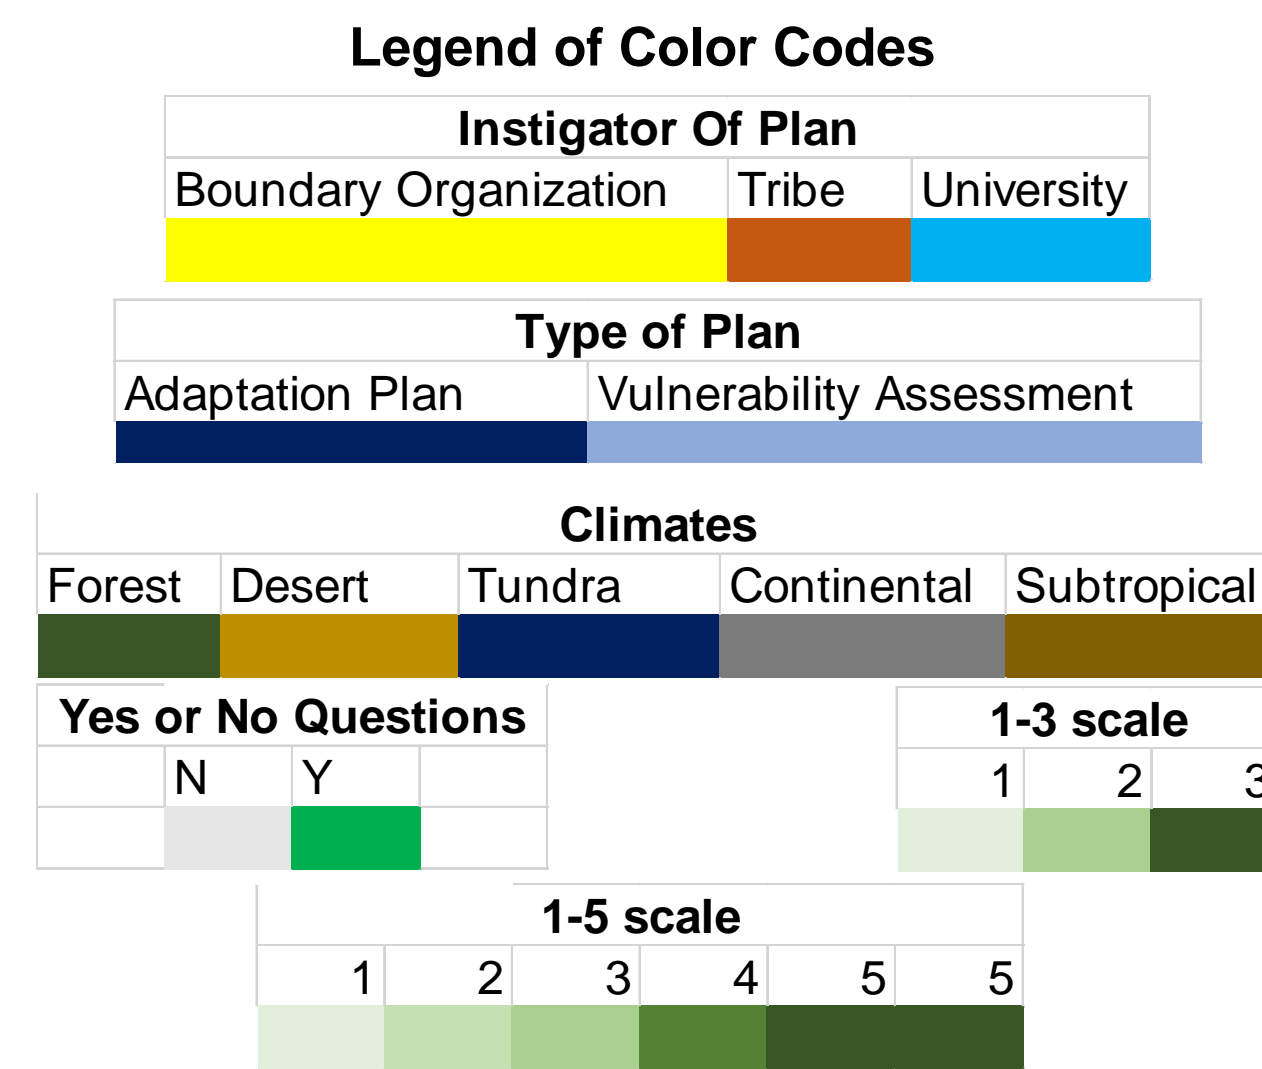 Legend of Color Codes
Instigator Of Plan
Boundary Organization Tribe University
Type of Plan
Adaptation Plan Vulnerability Assessment
Climates
Forest Desert Tundra Continental Subtropical
Yes or No Questions
N Y
1-3 scale
1 2 3
1-5 scale
1 2 3 4 5 5